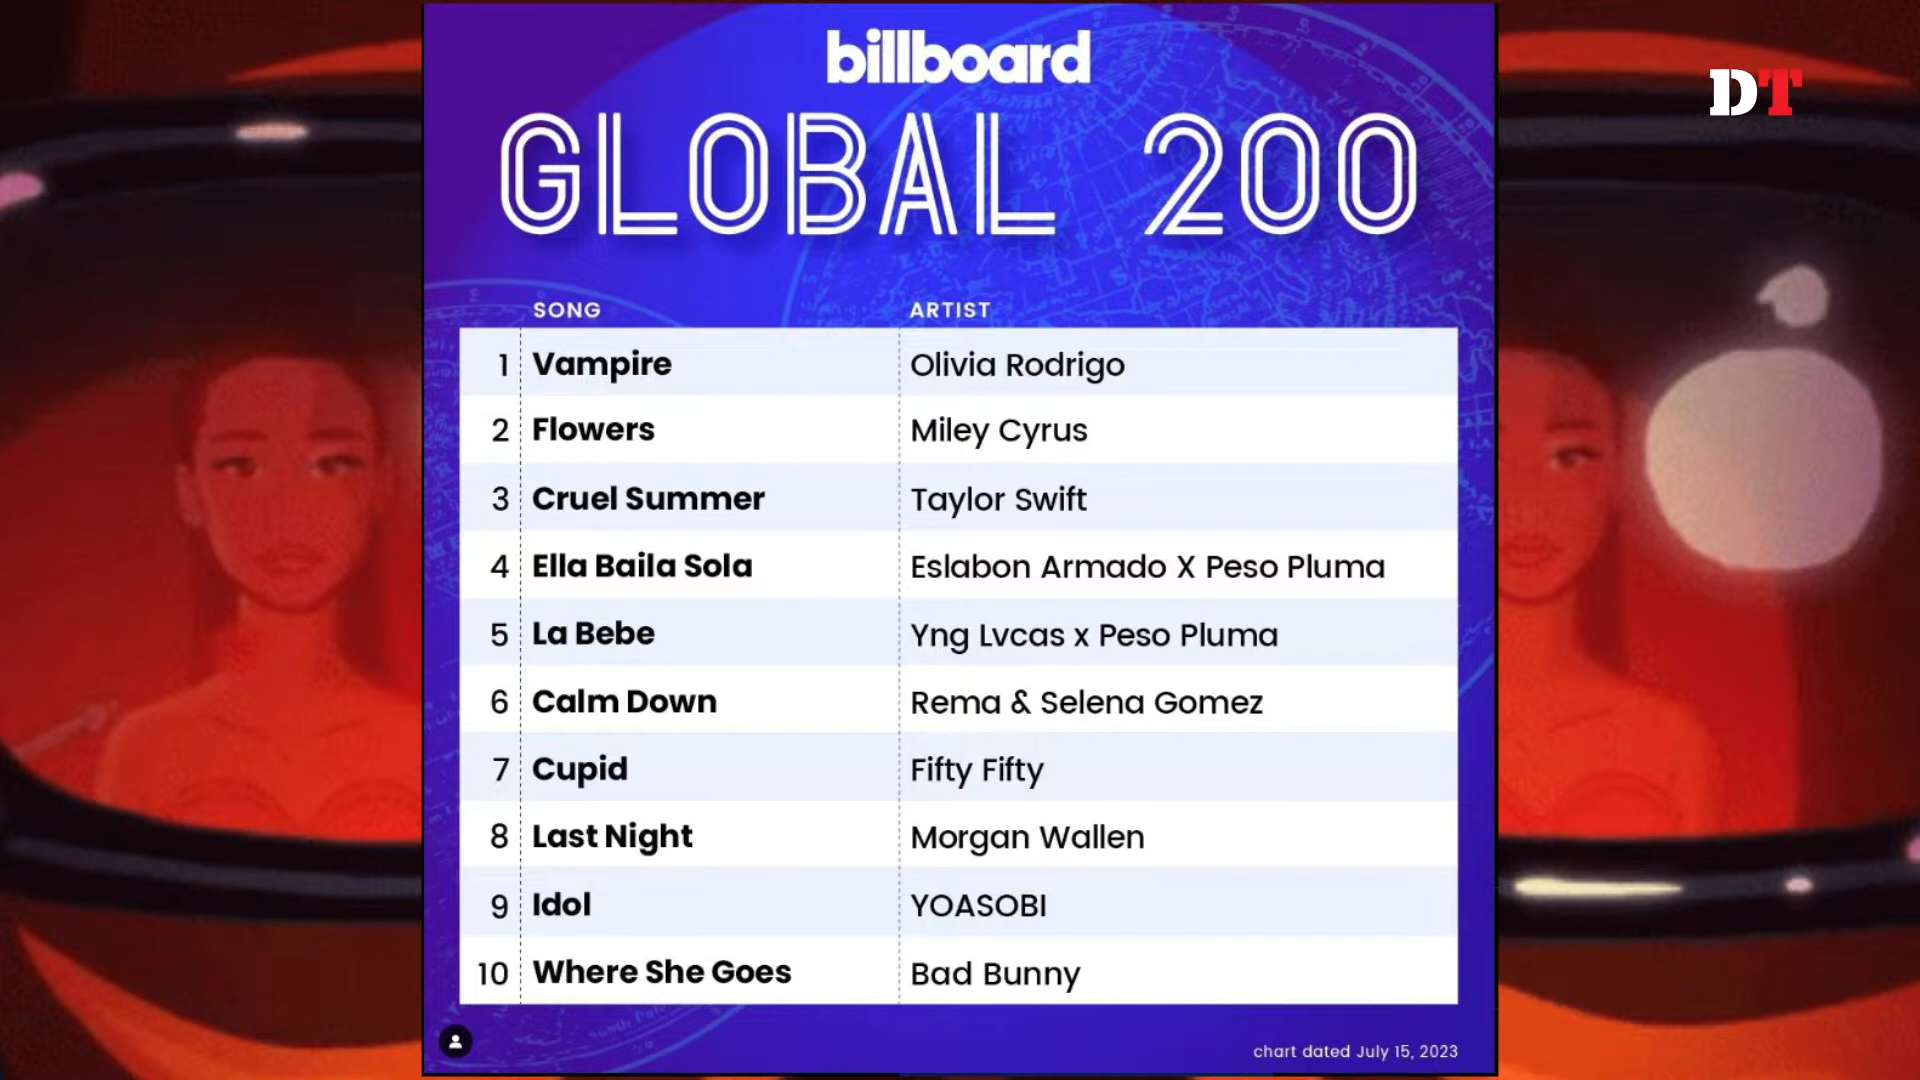 billboard
DT
GLOBAL 200
SONG ARTIST
1 Vampire Olivia Rodrigo
2 Flowers Miley Cyrus
3 Cruel Summer Taylor Swift
4 Ella Baila Sola Eslabon Armado X Peso Pluma
5 La Bebe Yng Lvcas x Peso Pluma
6 Calm Down Rema & Selena Gomez
7 Cupid Fifty Fifty
8 Last Night Morgan Wallen
9 Idol YOASOBI
10 Where She Goes Bad Bunny
chart dated July 15, 2023